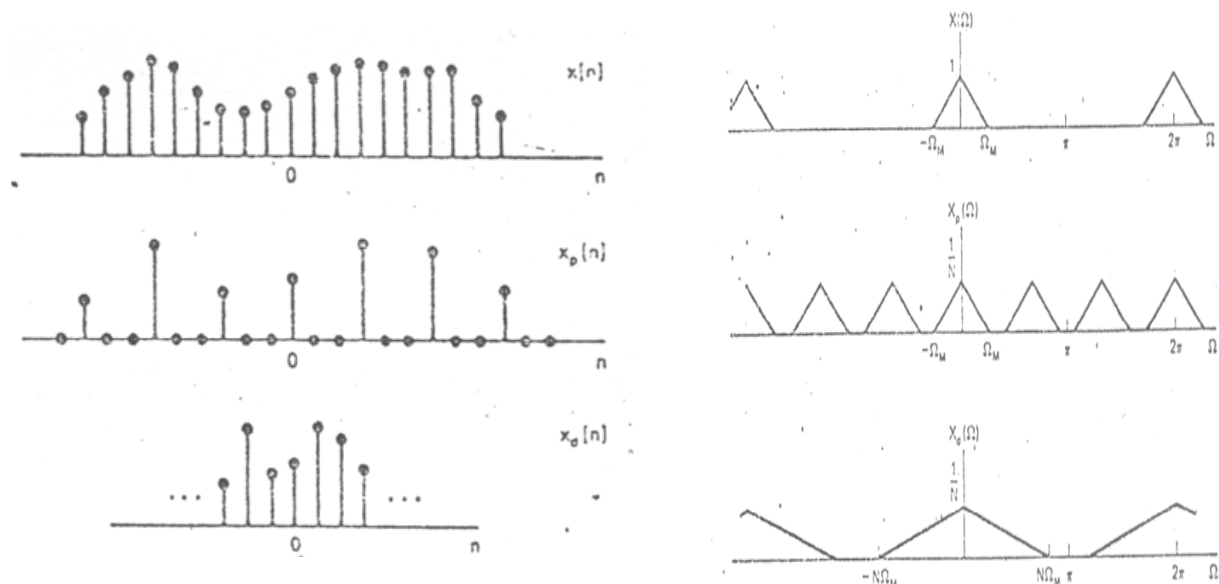 x[n]
0 n
x_p[n]
0 n
x_d[n]
... ...
0 n
X(Ω)
1
-Ω_M Ω_M π 2π Ω
X_p(Ω)
1/N
-Ω_M Ω_M π 2π Ω
X_d(Ω)
1/N
-NΩ_M NΩ_M π 2π Ω